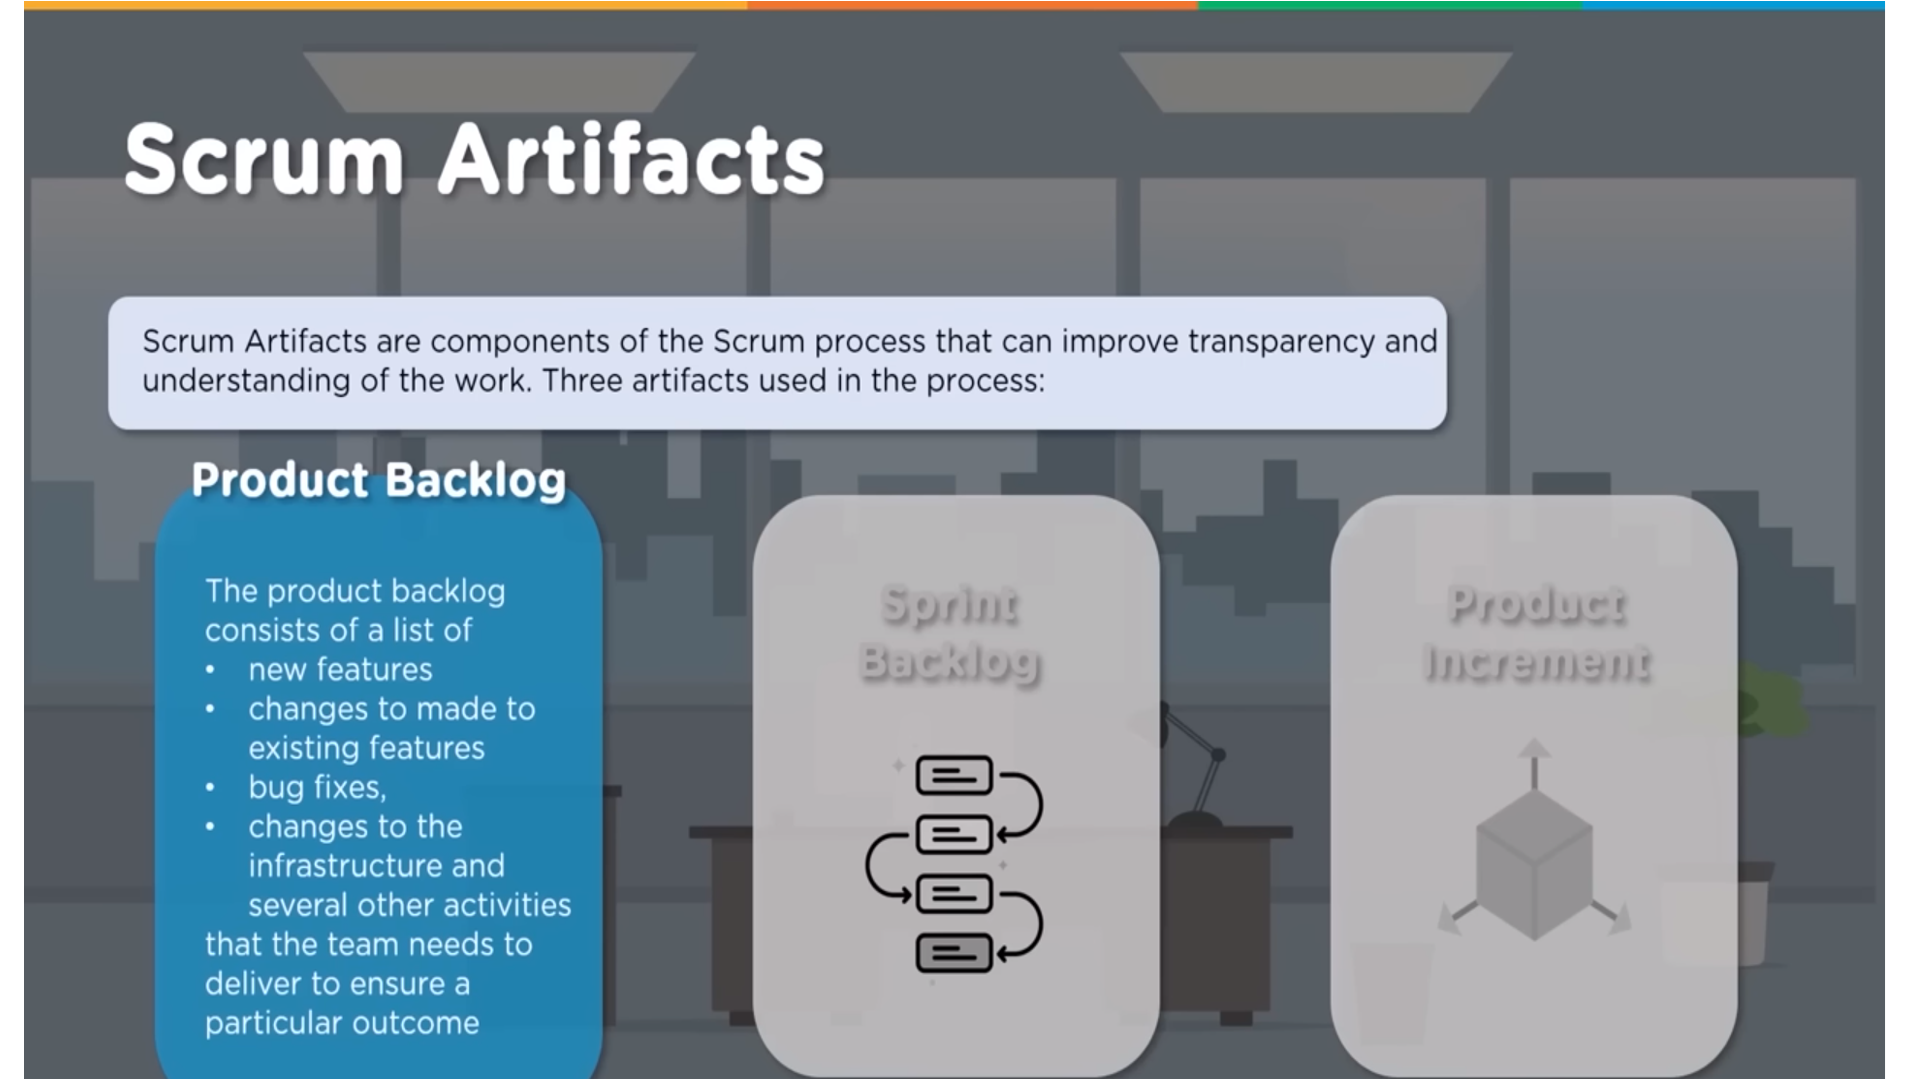 Scrum Artifacts
Scrum Artifacts are components of the Scrum process that can improve transparency and
understanding of the work. Three artifacts used in the process:
Product Backlog
The product backlog
consists of a list of
• new features
• changes to made to
existing features
• bug fixes,
• changes to the
infrastructure and
several other activities
that the team needs to
deliver to ensure a
particular outcome
Sprint
Backlog
Product
Increment